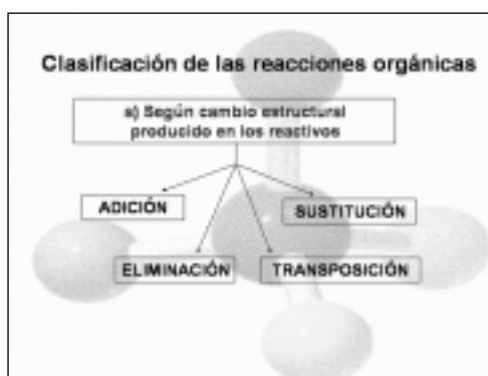 Clasificación de las reacciones orgánicas
a) Según cambio estructural
producido en los reactivos
ADICIÓN
SUSTITUCIÓN
ELIMINACIÓN
TRANSPOSICIÓN